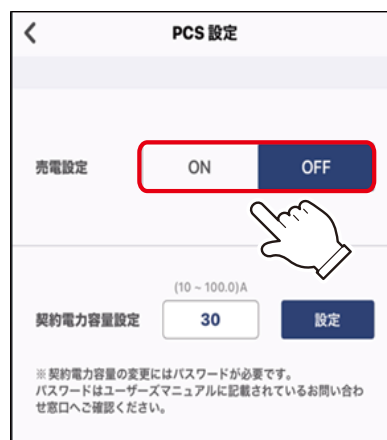 PCS 設定
売電設定 ON OFF
(10 ~ 100.0)A
契約電力容量設定 30 設定
※契約電力容量の変更にはパスワードが必要です。
パスワードはユーザーズマニュアルに記載されているお問い合わ
せ窓口へご確認ください。